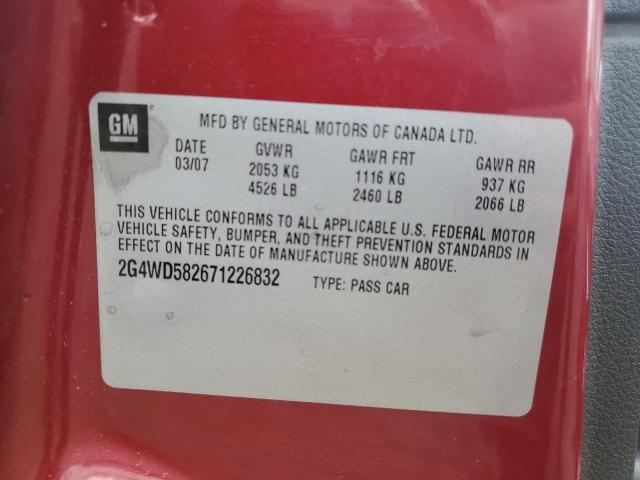 GM
MFD BY GENERAL MOTORS OF CANADA LTD.
DATE GVWR GAWR FRT GAWR RR
03/07 2053 KG 1116 KG 937 KG
4526 LB 2460 LB 2066 LB
THIS VEHICLE CONFORMS TO ALL APPLICABLE U.S. FEDERAL MOTOR
VEHICLE SAFETY, BUMPER, AND THEFT PREVENTION STANDARDS IN
EFFECT ON THE DATE OF MANUFACTURE SHOWN ABOVE.
2G4WD582671226832 TYPE: PASS CAR